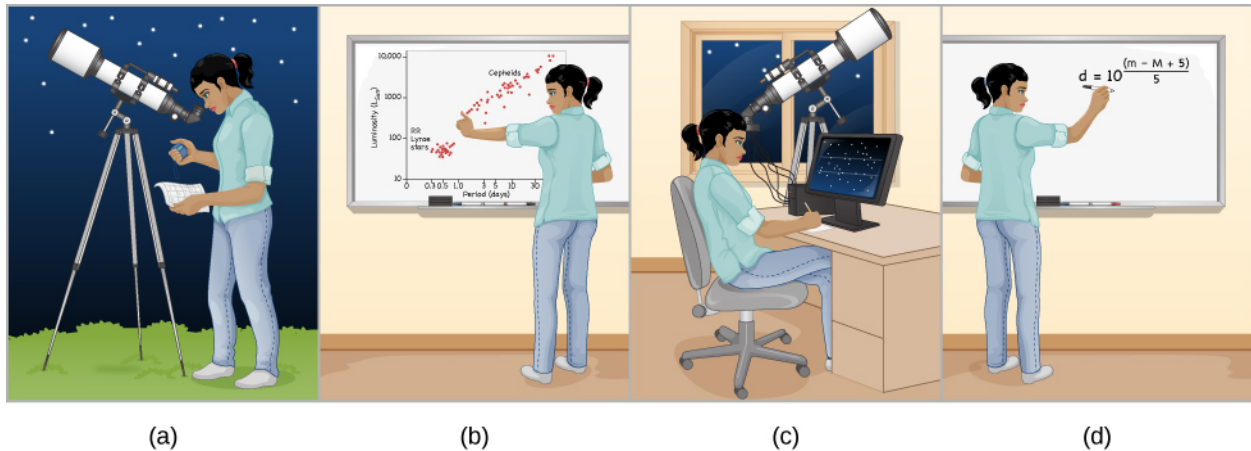 10,000
1000
100
10
Luminosity (LSun)
Cepheids
RR
Lyrae
stars
0 0.3 0.5 1.0 3 5 10 30
Period (days)
d = 10^((m – M + 5)/5)
(a) (b) (c) (d)